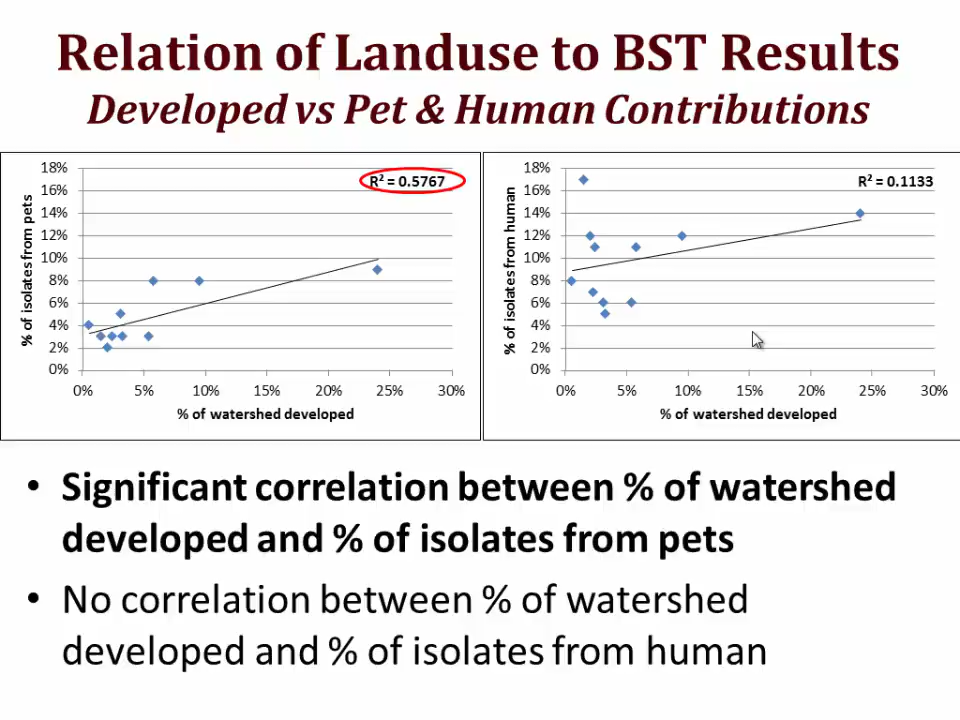 Relation of Landuse to BST Results
Developed vs Pet & Human Contributions
18%
16%
14%
12%
10%
8%
6%
4%
2%
0%
% of isolates from pets
R² = 0.5767
0% 5% 10% 15% 20% 25% 30%
% of watershed developed
18%
16%
14%
12%
10%
8%
6%
4%
2%
0%
% of isolates from human
R² = 0.1133
0% 5% 10% 15% 20% 25% 30%
% of watershed developed
• Significant correlation between % of watershed
developed and % of isolates from pets
• No correlation between % of watershed
developed and % of isolates from human